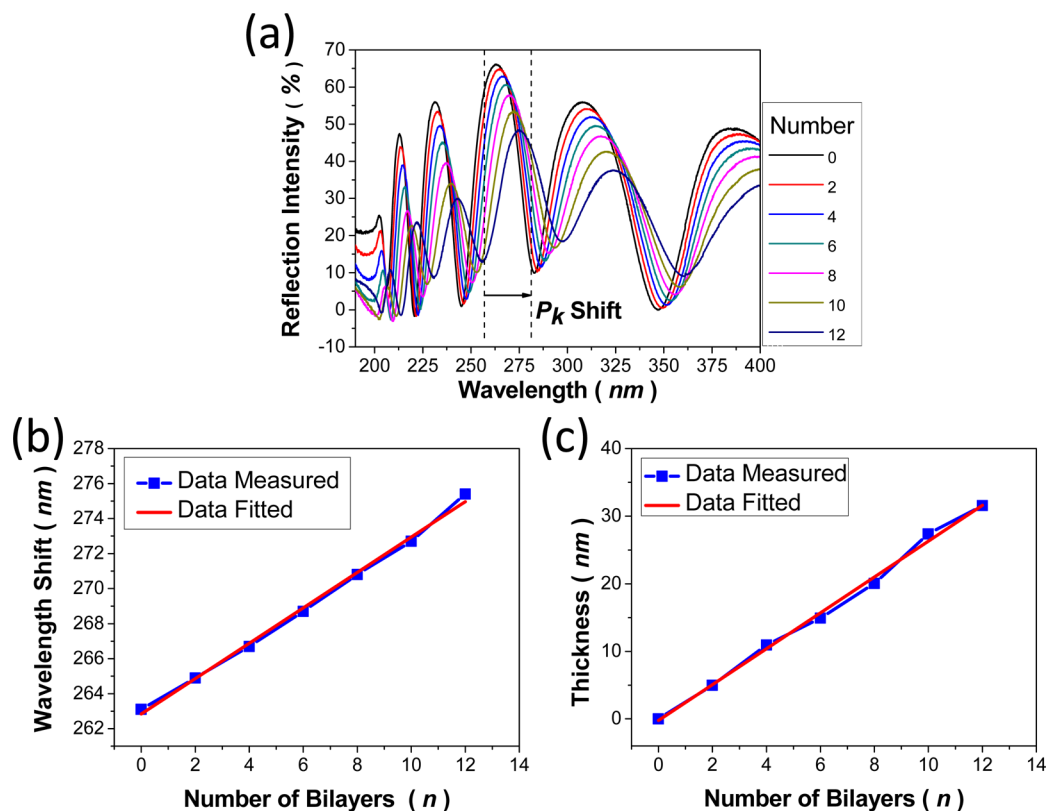 (a)
Reflection Intensity ( % )
70
60
50
40
30
20
10
0
-10
200 225 250 275 300 325 350 375 400
Wavelength ( nm )
Pk Shift
Number
0
2
4
6
8
10
12
(b)
Wavelength Shift ( nm )
278
276
274
272
270
268
266
264
262
0 2 4 6 8 10 12 14
Number of Bilayers ( n )
Data Measured
Data Fitted
(c)
Thickness ( nm )
40
30
20
10
0
0 2 4 6 8 10 12 14
Number of Bilayers ( n )
Data Measured
Data Fitted